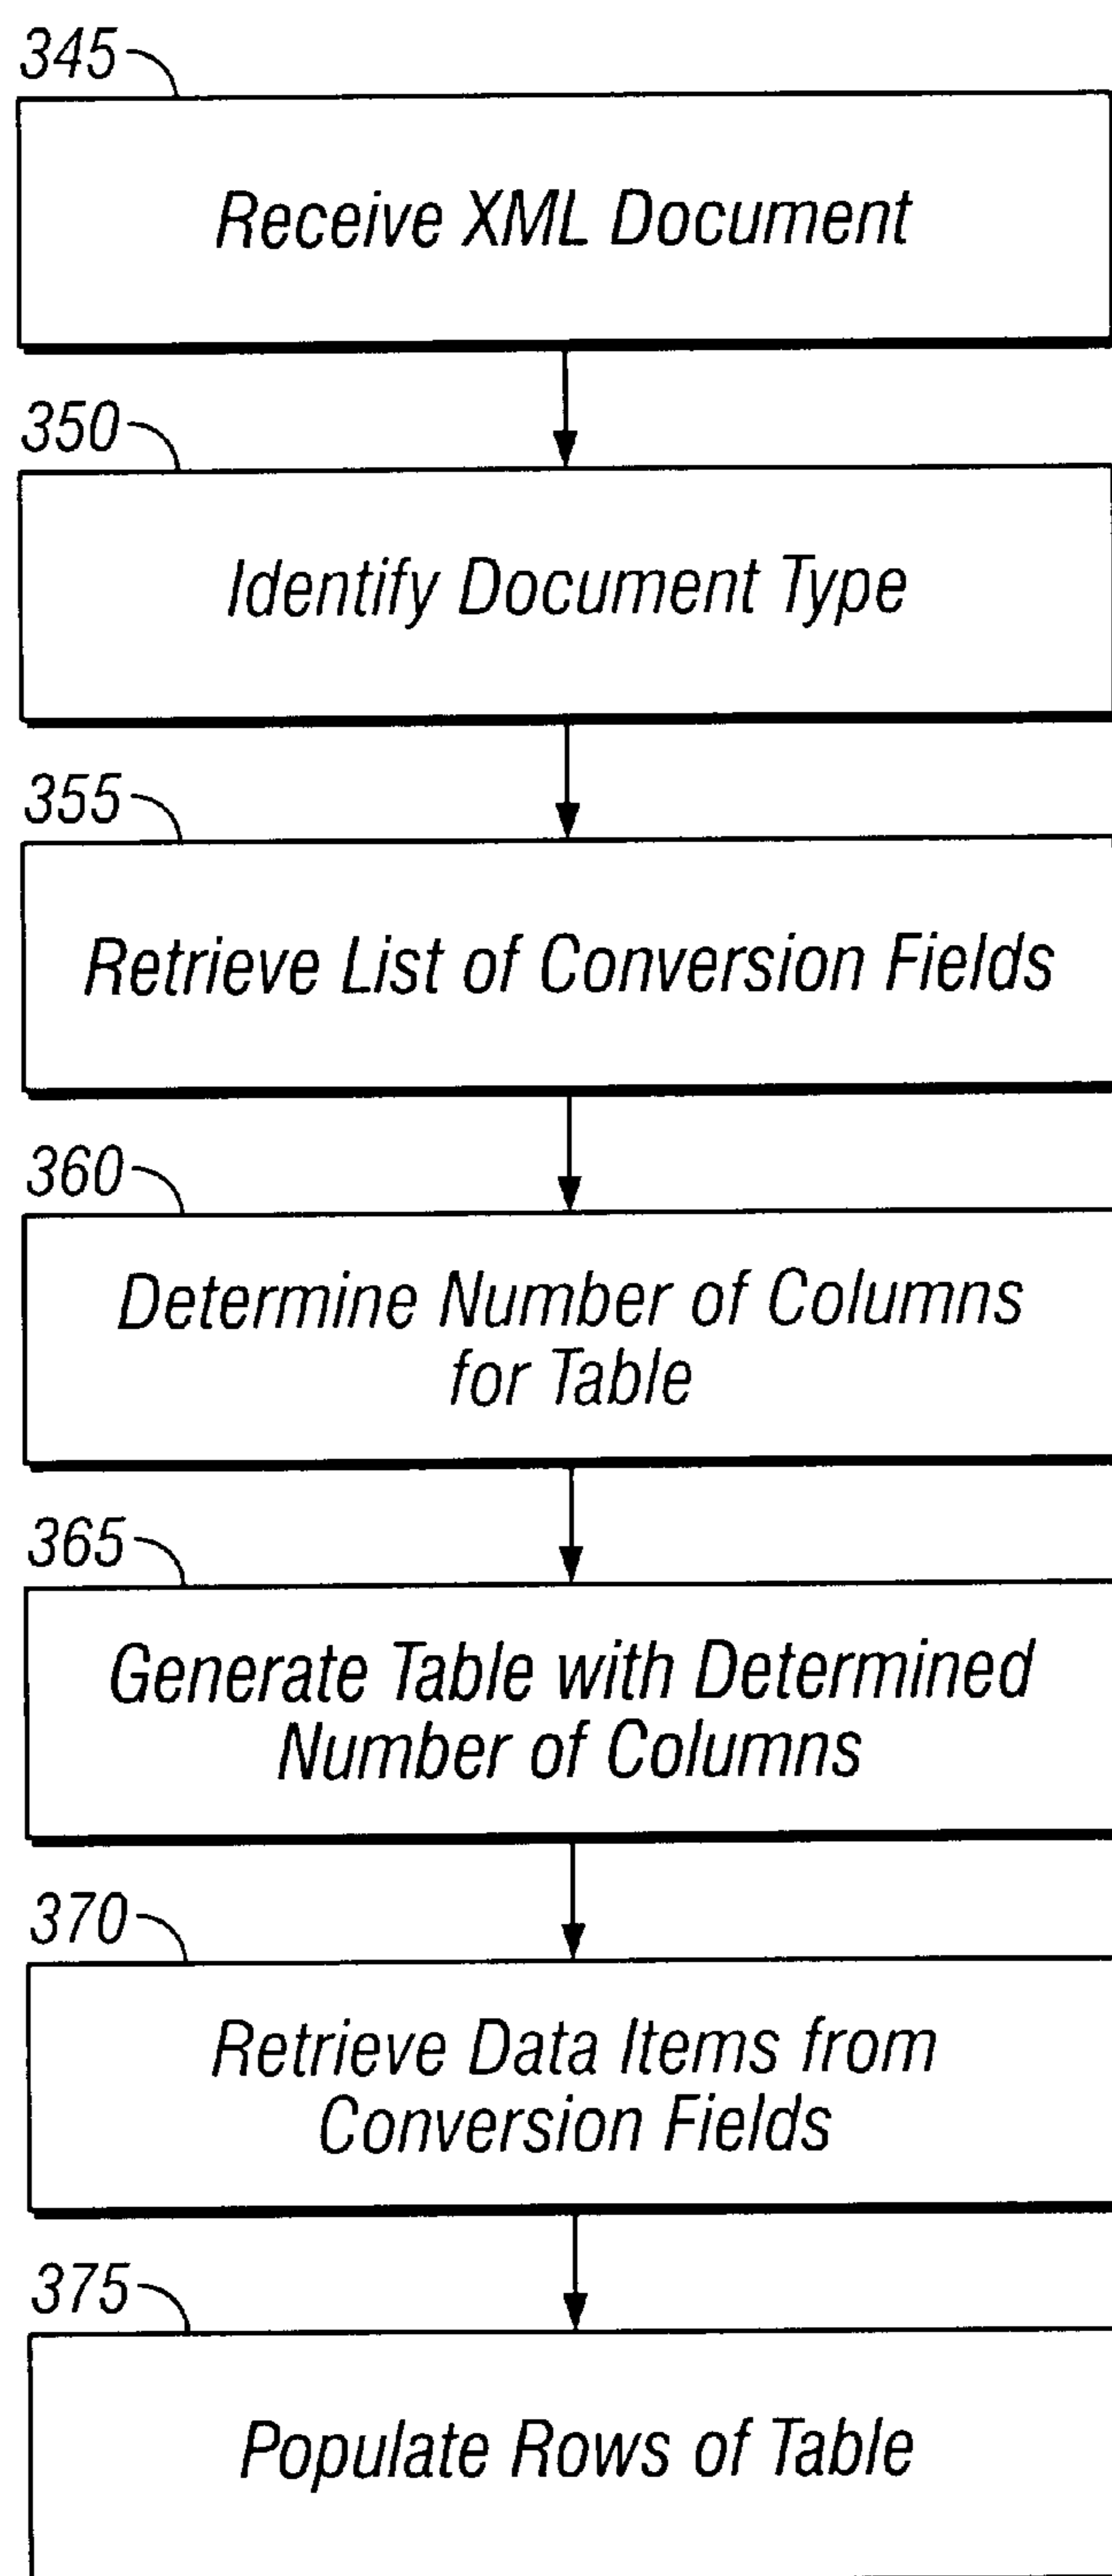 345
Receive XML Document
350
Identify Document Type
355
Retrieve List of Conversion Fields
360
Determine Number of Columns
for Table
365
Generate Table with Determined
Number of Columns
370
Retrieve Data Items from
Conversion Fields
375
Populate Rows of Table